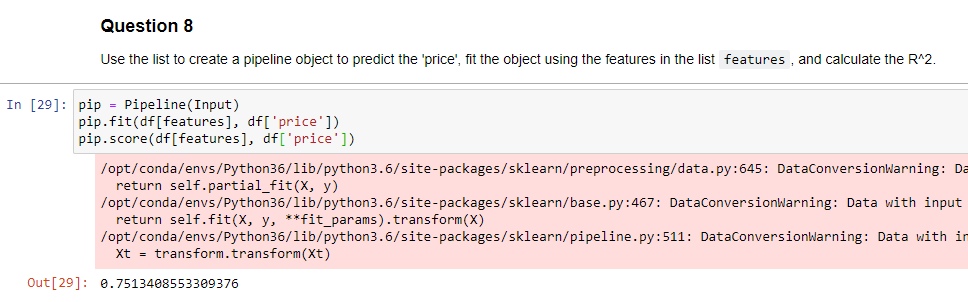 Question 8
Use the list to create a pipeline object to predict the 'price', fit the object using the features in the list features , and calculate the R^2.
In [29]: pip = Pipeline(Input)
pip.fit(df[features], df['price'])
pip.score(df[features], df['price'])
/opt/conda/envs/Python36/lib/python3.6/site-packages/sklearn/preprocessing/data.py:645: DataConversionWarning: Da
return self.partial_fit(X, y)
/opt/conda/envs/Python36/lib/python3.6/site-packages/sklearn/base.py:467: DataConversionWarning: Data with input
return self.fit(X, y, **fit_params).transform(X)
/opt/conda/envs/Python36/lib/python3.6/site-packages/sklearn/pipeline.py:511: DataConversionWarning: Data with in
Xt = transform.transform(Xt)
Out[29]: 0.7513408553309376